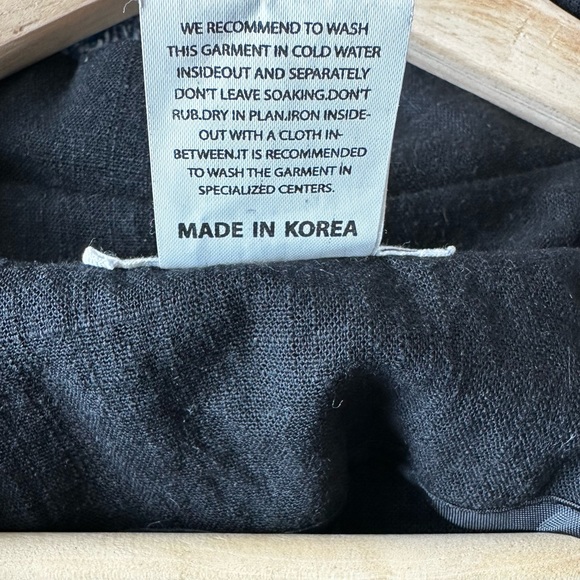 WE RECOMMEND TO WASH
THIS GARMENT IN COLD WATER
INSIDEOUT AND SEPARATELY
DON'T LEAVE SOAKING.DON'T
RUB.DRY IN PLAN.IRON INSIDE-
OUT WITH A CLOTH IN-
BETWEEN.IT IS RECOMMENDED
TO WASH THE GARMENT IN
SPECIALIZED CENTERS.
MADE IN KOREA